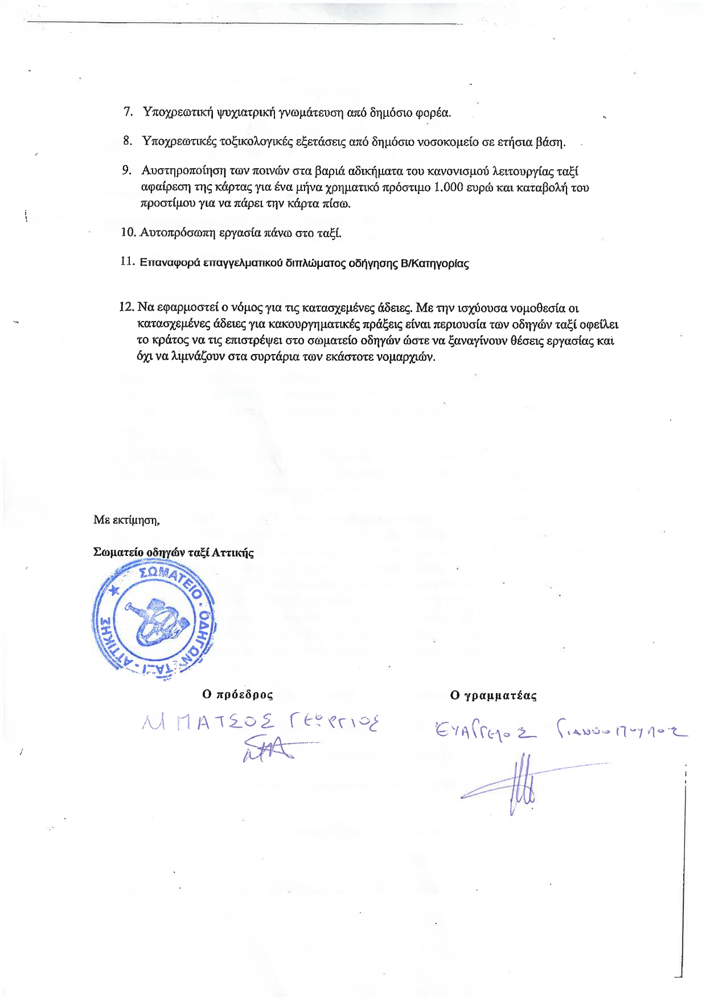 7. Υποχρεωτική ψυχιατρική γνωμάτευση από δημόσιο φορέα.
8. Υποχρεωτικές τοξικολογικές εξετάσεις από δημόσιο νοσοκομείο σε ετήσια βάση.
9. Αυστηροποίηση των ποινών στα βαριά αδικήματα του κανονισμού λειτουργίας ταξί
αφαίρεση της κάρτας για ένα μήνα χρηματικό πρόστιμο 1.000 ευρώ και καταβολή του
προστίμου για να πάρει την κάρτα πίσω.
10. Αυτοπρόσωπη εργασία πάνω στο ταξί.
11. Επαναφορά επαγγελματικού διπλώματος οδήγησης Β/Κατηγορίας
12. Να εφαρμοστεί ο νόμος για τις κατασχεμένες άδειες. Με την ισχύουσα νομοθεσία οι
κατασχεμένες άδειες για κακουργηματικές πράξεις είναι περιουσία των οδηγών ταξί οφείλει
το κράτος να τις επιστρέψει στο σωματείο οδηγών ώστε να ξαναγίνουν θέσεις εργασίας και
όχι να λιμνάζουν στα συρτάρια των εκάστοτε νομαρχιών.
Με εκτίμηση,
Σωματείο οδηγών ταξί Αττικής
ΣΩΜΑΤΕΙΟ · ΟΔΗΓΩΝ ΤΑΞΙ - ΑΤΤΙΚΗΣ
Ο πρόεδρος
Ο γραμματέας
ΜΠΑΤΣΟΣ ΓΕΩΡΓΙΟΣ
ΕΥΑΓΓΕΛΟΣ ΓΙΑΝΝΟΠΟΥΛΟΣ